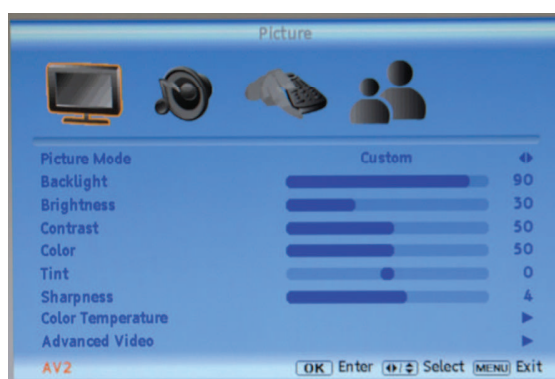 Picture
Picture Mode Custom
Backlight 90
Brightness 30
Contrast 50
Color 50
Tint 0
Sharpness 4
Color Temperature
Advanced Video
AV2 OK Enter Select MENU Exit